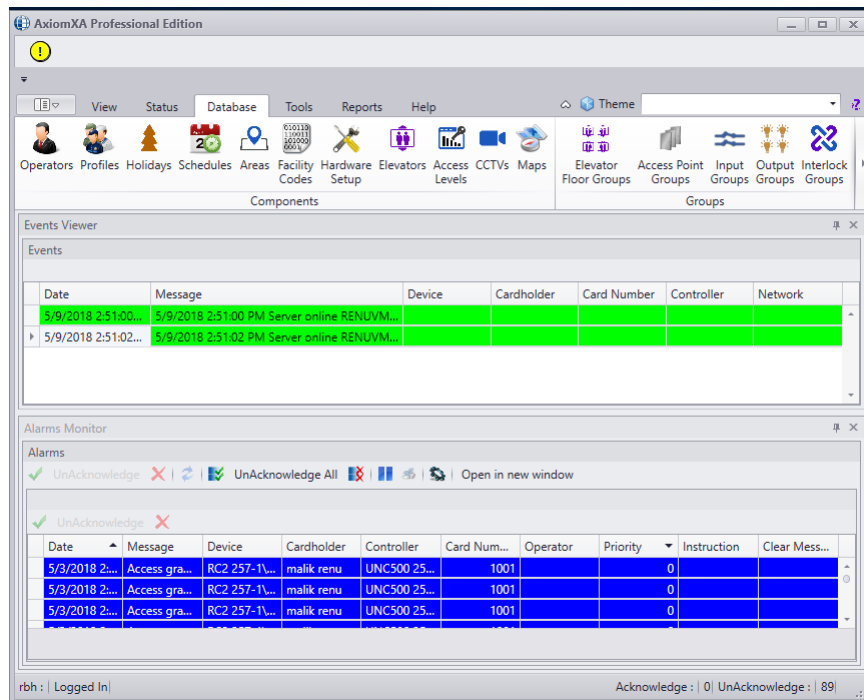 AxiomXA Professional Edition
View Status Database Tools Reports Help Theme
Operators Profiles Holidays Schedules Areas Facility Codes Hardware Setup Elevators Access Levels CCTVs Maps Elevator Floor Groups Access Point Groups Input Groups Output Groups Interlock Groups
Components Groups
Events Viewer
Events
Date Message Device Cardholder Card Number Controller Network
5/9/2018 2:51:00... 5/9/2018 2:51:00 PM Server online RENUVM...
5/9/2018 2:51:02... 5/9/2018 2:51:02 PM Server online RENUVM...
Alarms Monitor
Alarms
UnAcknowledge UnAcknowledge All Open in new window
UnAcknowledge
Date Message Device Cardholder Controller Card Num... Operator Priority Instruction Clear Mess...
5/3/2018 2:... Access gra... RC2 257-1\... malik renu UNC500 25... 1001 0
5/3/2018 2:... Access gra... RC2 257-1\... malik renu UNC500 25... 1001 0
5/3/2018 2:... Access gra... RC2 257-1\... malik renu UNC500 25... 1001 0
rbh : Logged In Acknowledge : 0 UnAcknowledge : 89